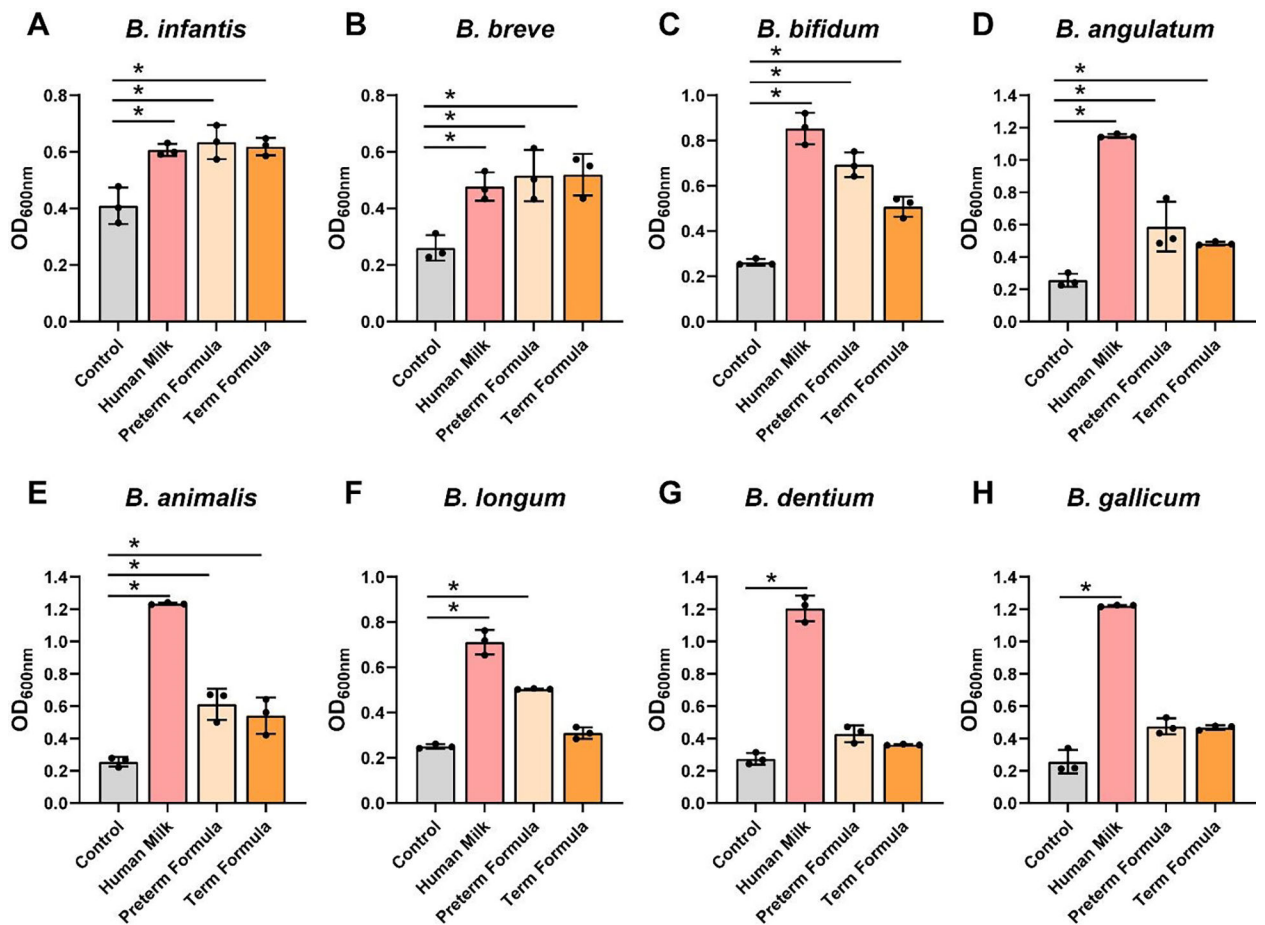 A B. infantis
*
*
*
OD600nm
0.8
0.6
0.4
0.2
0.0
Control
Human Milk
Preterm Formula
Term Formula
B B. breve
*
*
*
OD600nm
0.8
0.6
0.4
0.2
0.0
Control
Human Milk
Preterm Formula
Term Formula
C B. bifidum
*
*
*
OD600nm
1.0
0.8
0.6
0.4
0.2
0.0
Control
Human Milk
Preterm Formula
Term Formula
D B. angulatum
*
*
*
OD600nm
1.4
1.2
1.0
0.8
0.6
0.4
0.2
0.0
Control
Human Milk
Preterm Formula
Term Formula
E B. animalis
*
*
*
OD600nm
1.4
1.2
1.0
0.8
0.6
0.4
0.2
0.0
Control
Human Milk
Preterm Formula
Term Formula
F B. longum
*
*
OD600nm
1.0
0.8
0.6
0.4
0.2
0.0
Control
Human Milk
Preterm Formula
Term Formula
G B. dentium
*
OD600nm
1.4
1.2
1.0
0.8
0.6
0.4
0.2
0.0
Control
Human Milk
Preterm Formula
Term Formula
H B. gallicum
*
OD600nm
1.4
1.2
1.0
0.8
0.6
0.4
0.2
0.0
Control
Human Milk
Preterm Formula
Term Formula